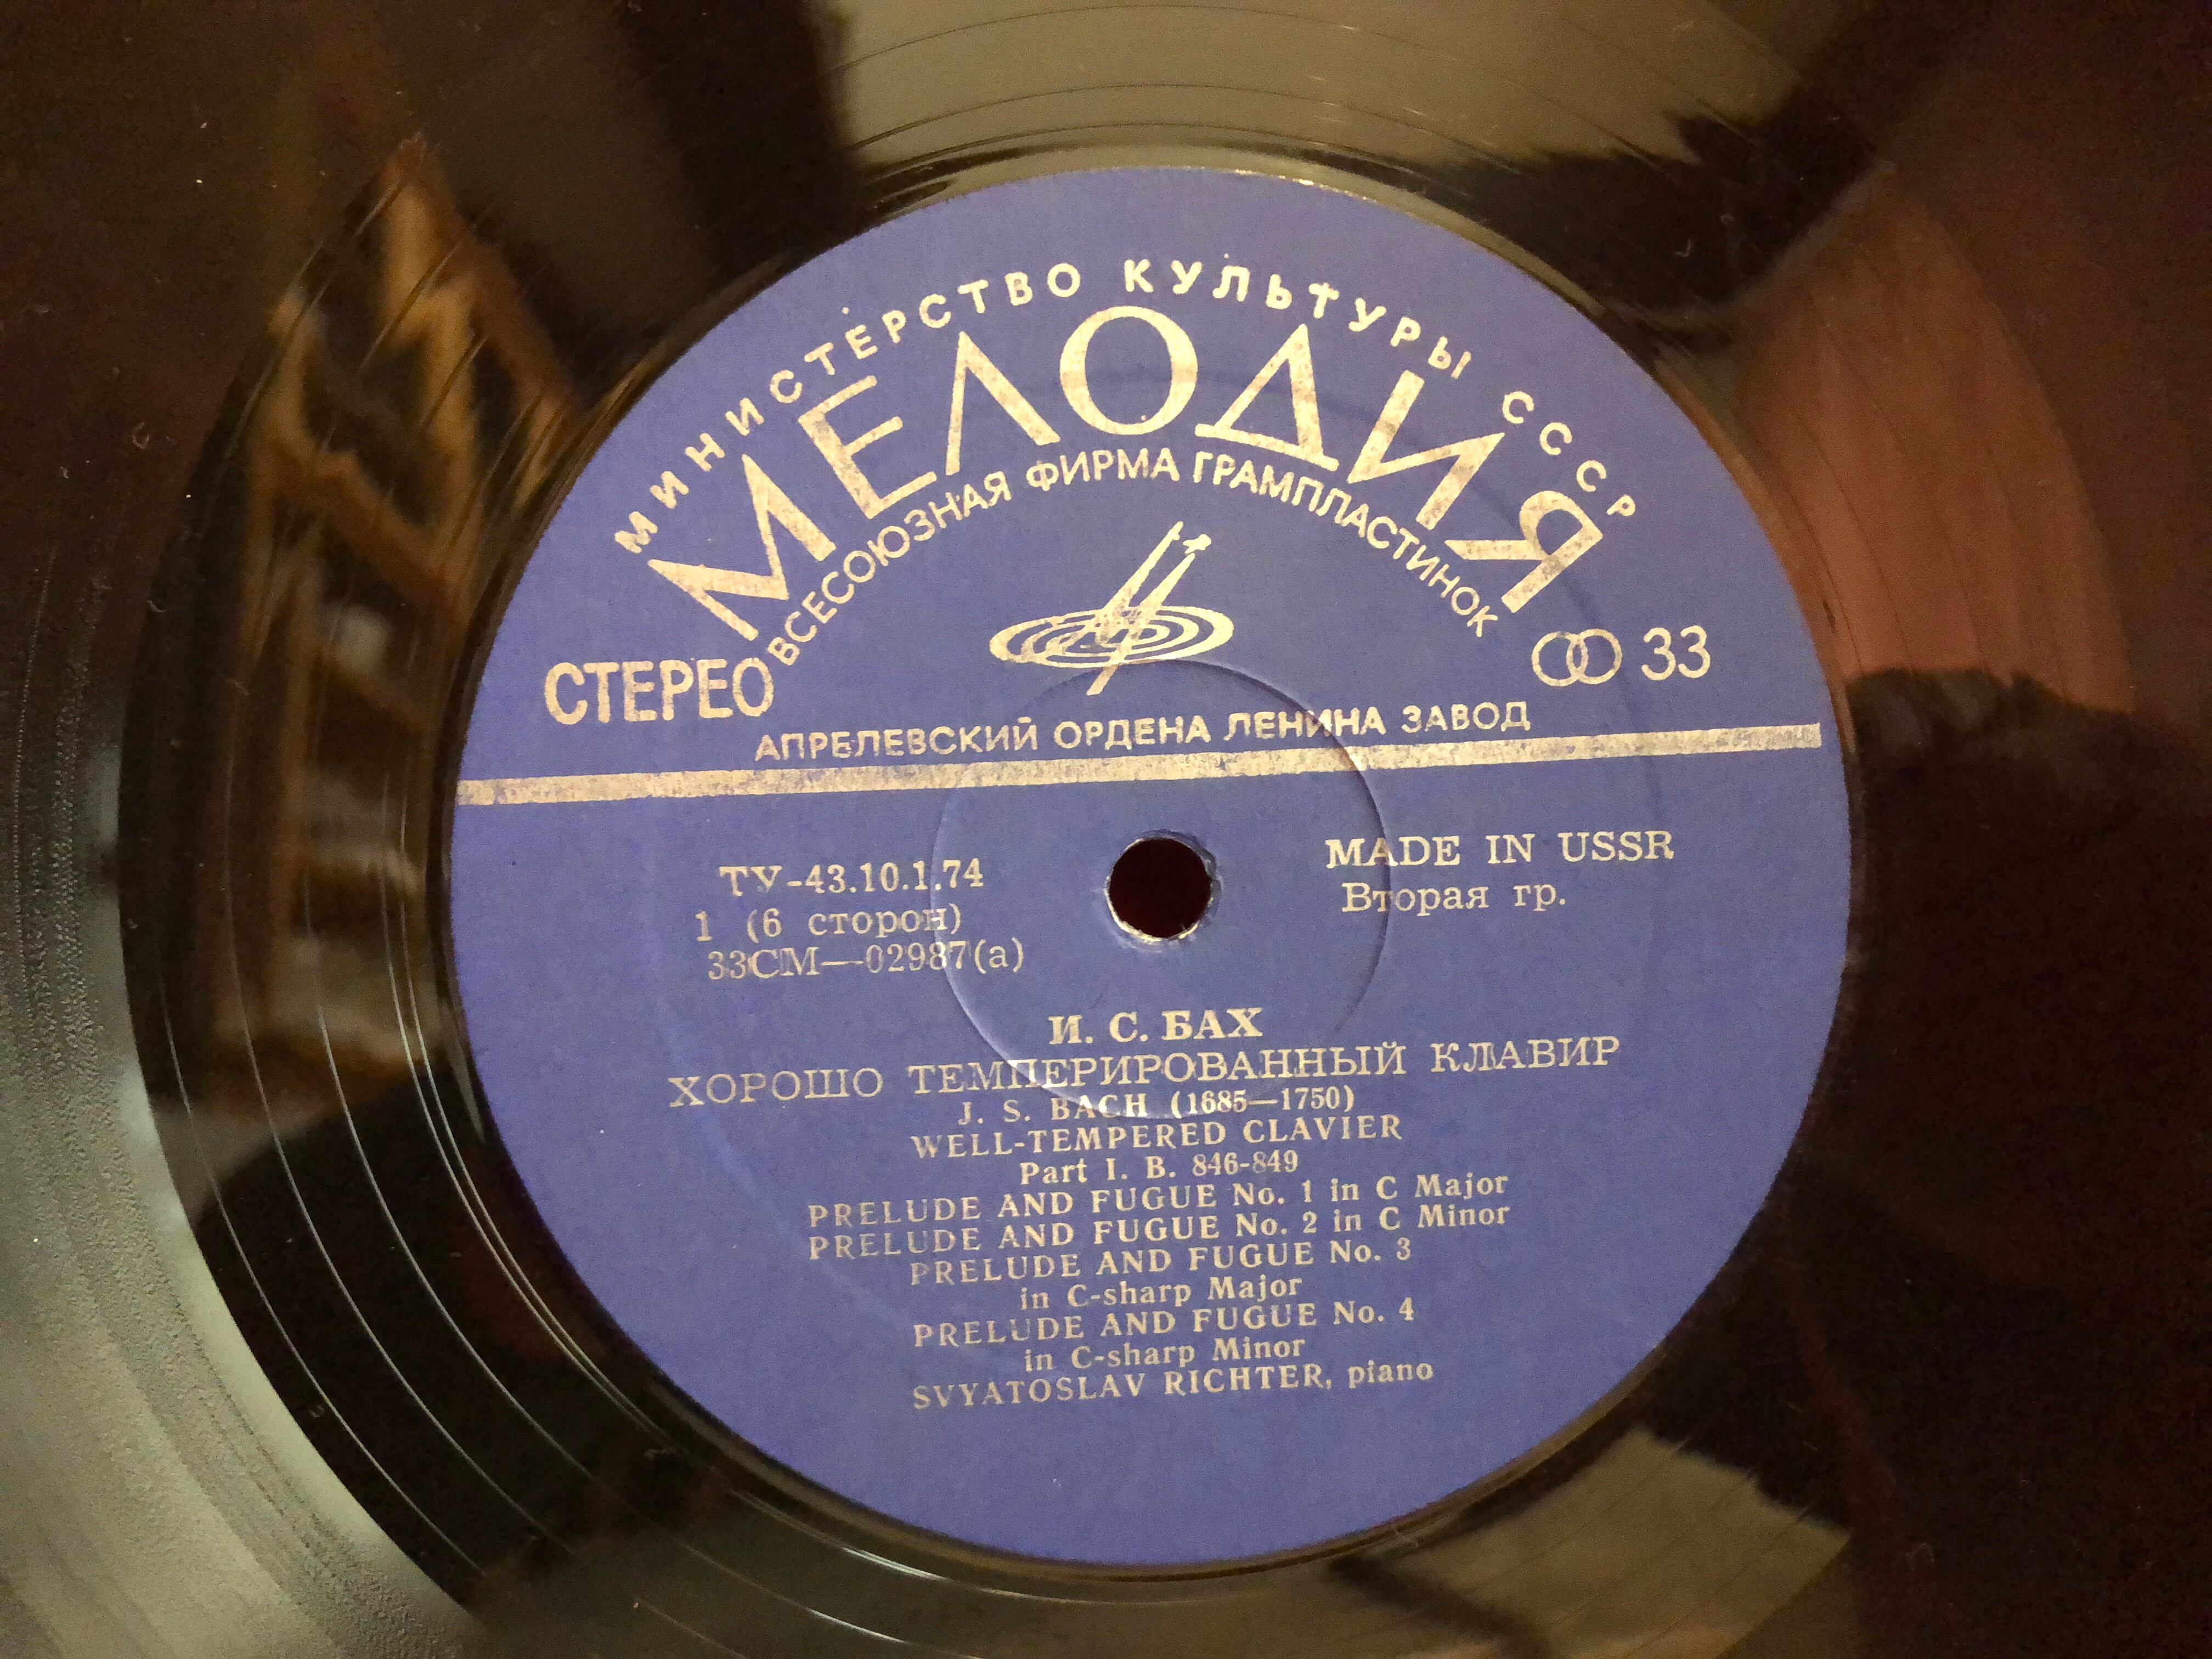 МИНИСТЕРСТВО КУЛЬТУРЫ СССР
МЕЛОДИЯ
ВСЕСОЮЗНАЯ ФИРМА ГРАМПЛАСТИНОК
СТЕРЕО
33
АПРЕЛЕВСКИЙ ОРДЕНА ЛЕНИНА ЗАВОД
ТУ-43.10.1.74
MADE IN USSR
1 (6 сторон)
Вторая гр.
33СМ—02987(а)
И. С. БАХ
ХОРОШО ТЕМПЕРИРОВАННЫЙ КЛАВИР
J. S. BACH (1685—1750)
WELL-TEMPERED CLAVIER
Part I. B. 846-849
PRELUDE AND FUGUE No. 1 in C Major
PRELUDE AND FUGUE No. 2 in C Minor
PRELUDE AND FUGUE No. 3
in C-sharp Major
PRELUDE AND FUGUE No. 4
in C-sharp Minor
SVYATOSLAV RICHTER, piano